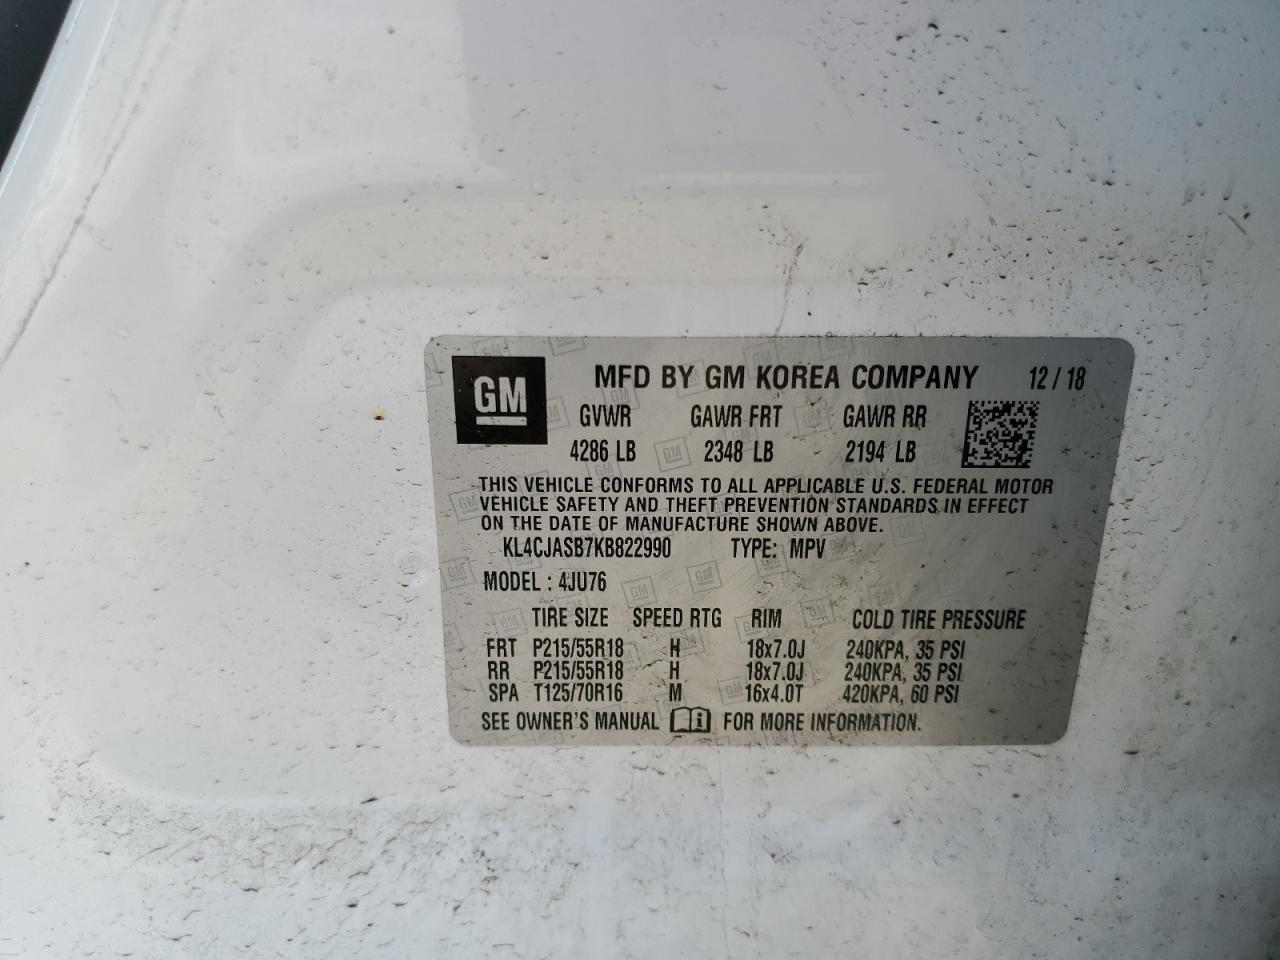 GM MFD BY GM KOREA COMPANY 12/18
GVWR GAWR FRT GAWR RR
4286 LB 2348 LB 2194 LB
THIS VEHICLE CONFORMS TO ALL APPLICABLE U.S. FEDERAL MOTOR
VEHICLE SAFETY AND THEFT PREVENTION STANDARDS IN EFFECT
ON THE DATE OF MANUFACTURE SHOWN ABOVE.
KL4CJASB7KB822990 TYPE: MPV
MODEL : 4JU76
TIRE SIZE SPEED RTG RIM COLD TIRE PRESSURE
FRT P215/55R18 H 18x7.0J 240KPA, 35 PSI
RR P215/55R18 H 18x7.0J 240KPA, 35 PSI
SPA T125/70R16 M 16x4.0T 420KPA, 60 PSI
SEE OWNER'S MANUAL FOR MORE INFORMATION.